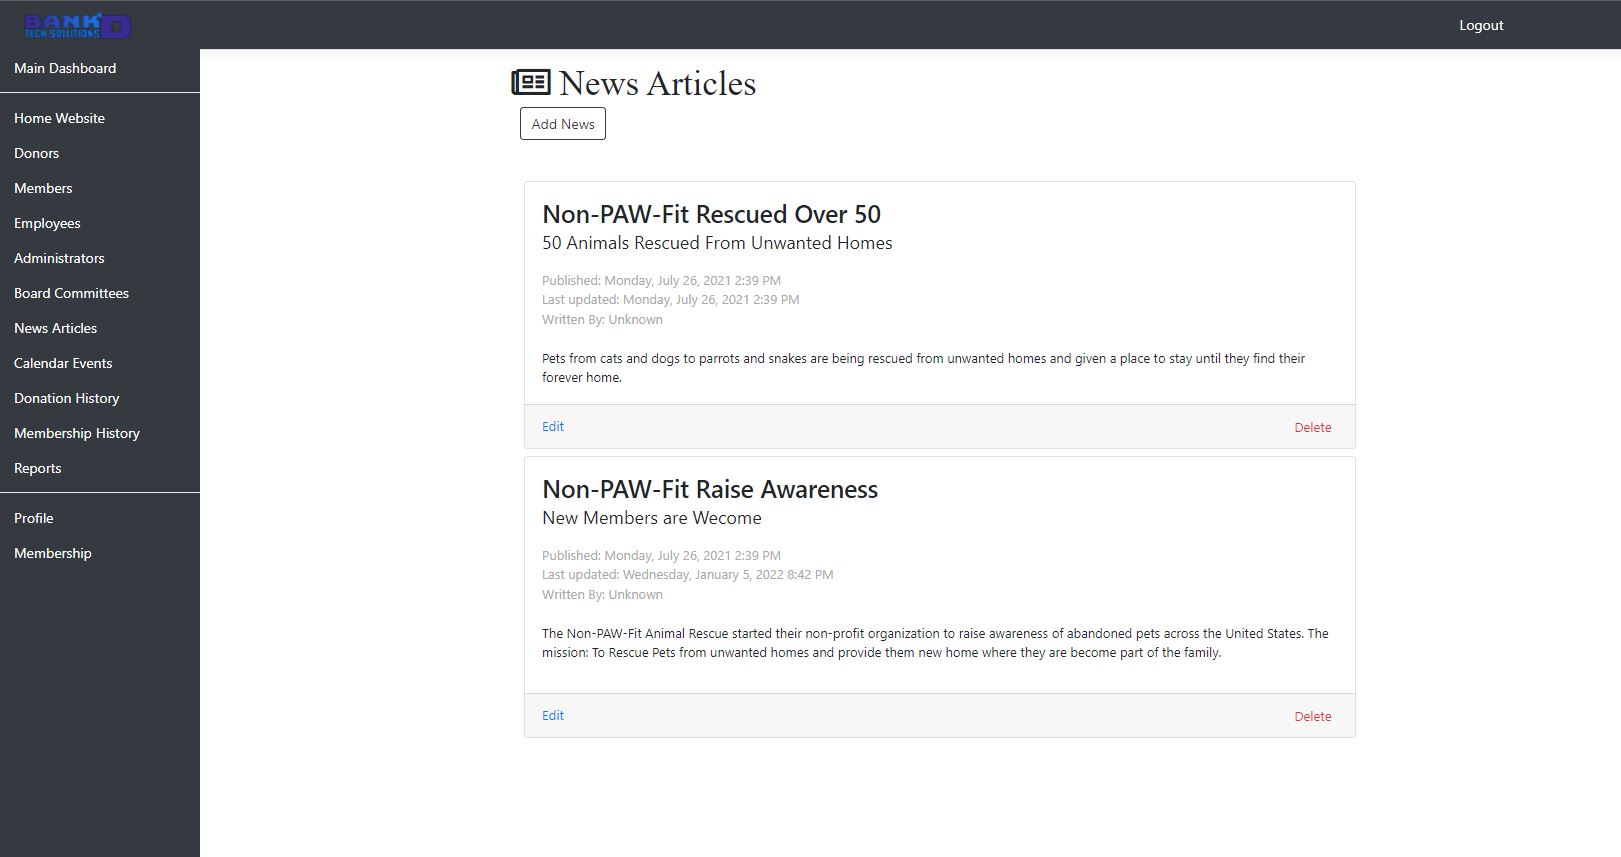 BANK'D
TECH SOLUTIONS
Logout
Main Dashboard
Home Website
Donors
Members
Employees
Administrators
Board Committees
News Articles
Calendar Events
Donation History
Membership History
Reports
Profile
Membership
News Articles
Add News
Non-PAW-Fit Rescued Over 50
50 Animals Rescued From Unwanted Homes
Published: Monday, July 26, 2021 2:39 PM
Last updated: Monday, July 26, 2021 2:39 PM
Written By: Unknown
Pets from cats and dogs to parrots and snakes are being rescued from unwanted homes and given a place to stay until they find their
forever home.
Edit
Delete
Non-PAW-Fit Raise Awareness
New Members are Wecome
Published: Monday, July 26, 2021 2:39 PM
Last updated: Wednesday, January 5, 2022 8:42 PM
Written By: Unknown
The Non-PAW-Fit Animal Rescue started their non-profit organization to raise awareness of abandoned pets across the United States. The
mission: To Rescue Pets from unwanted homes and provide them new home where they are become part of the family.
Edit
Delete